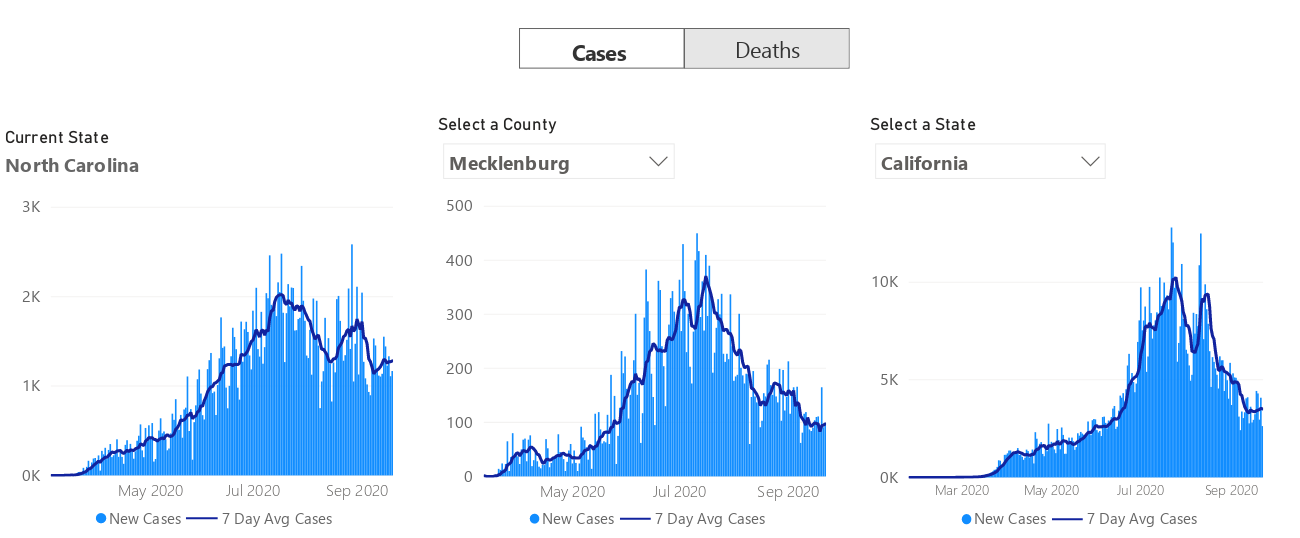 Cases
Deaths
Current State
North Carolina
3K
2K
1K
0K
May 2020
Jul 2020
Sep 2020
New Cases
7 Day Avg Cases
Select a County
Mecklenburg
500
400
300
200
100
0
May 2020
Jul 2020
Sep 2020
New Cases
7 Day Avg Cases
Select a State
California
10K
5K
0K
Mar 2020
May 2020
Jul 2020
Sep 2020
New Cases
7 Day Avg Cases